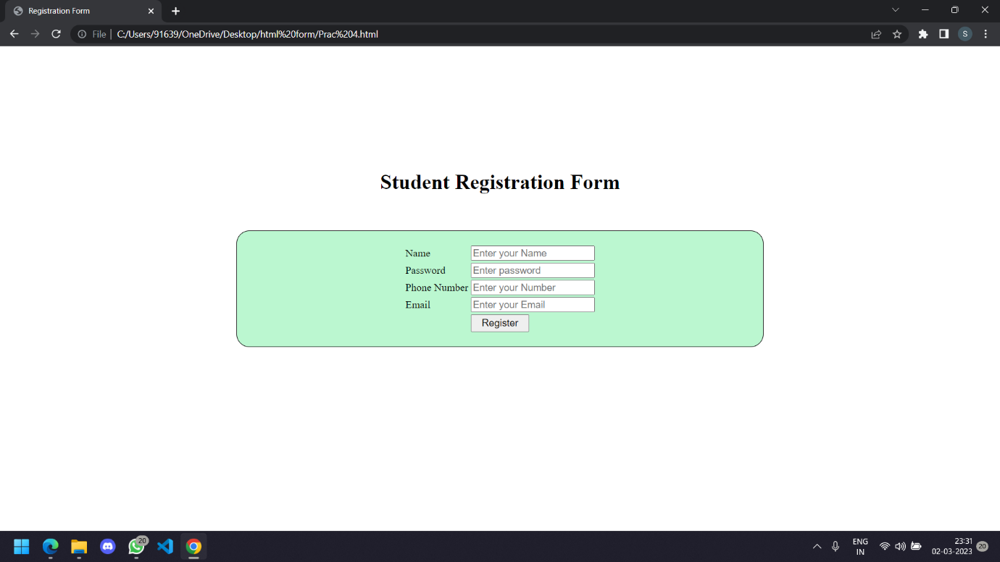 Registration Form
File | C:/Users/91639/OneDrive/Desktop/html%20form/Prac%204.html
S
Student Registration Form
Name Enter your Name
Password Enter password
Phone Number Enter your Number
Email Enter your Email
Register
20
ENG
IN
23:31
02-03-2023
20